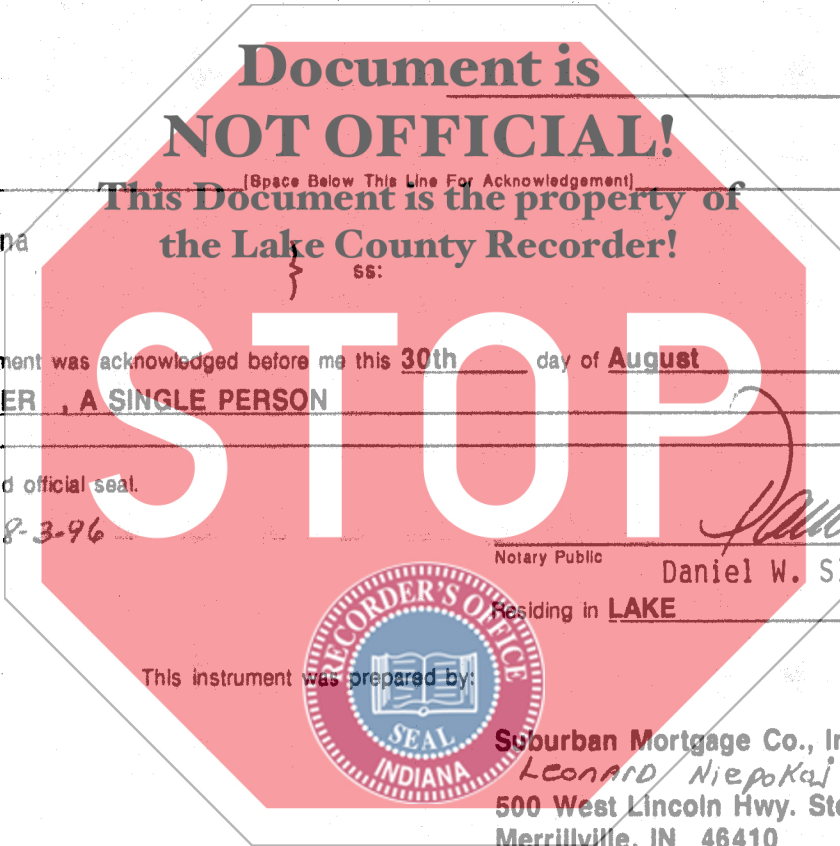 Document is
NOT OFFICIAL!
[Space Below This Line For Acknowledgement]
This Document is the property of
the Lake County Recorder!
na
} ss:
STOP
ment was acknowledged before me this 30th day of August
ER , A SINGLE PERSON
d official seal.
8-3-96
Notary Public
Daniel W. S
Residing in LAKE
RECORDER'S OFFICE
SEAL
INDIANA
This instrument was prepared by:
Suburban Mortgage Co., In
Leonard Niepokoj
500 West Lincoln Hwy. Ste
Merrillville, IN 46410